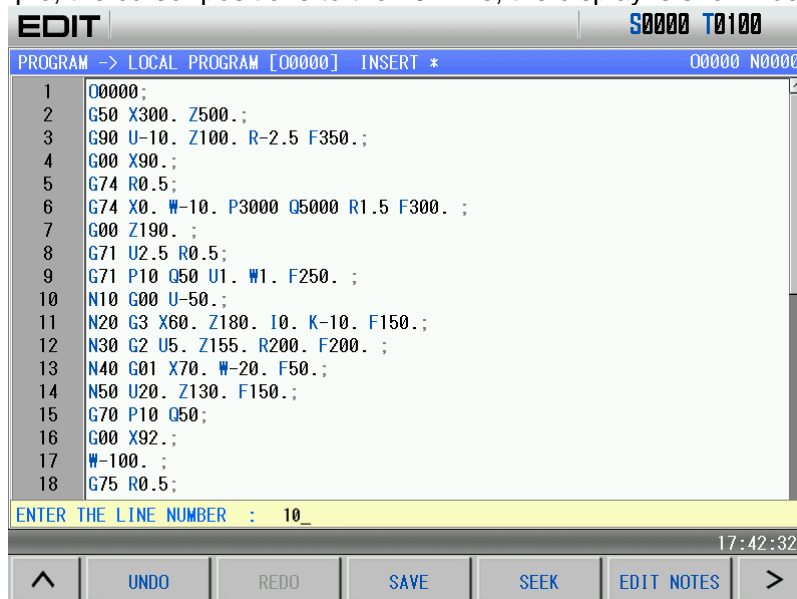 EDIT S0000 T0100
PROGRAM -> LOCAL PROGRAM [O0000] INSERT * O0000 N0000
1 O0000;
2 G50 X300. Z500.;
3 G90 U-10. Z100. R-2.5 F350.;
4 G00 X90.;
5 G74 R0.5;
6 G74 X0. W-10. P3000 Q5000 R1.5 F300. ;
7 G00 Z190. ;
8 G71 U2.5 R0.5;
9 G71 P10 Q50 U1. W1. F250. ;
10 N10 G00 U-50.;
11 N20 G3 X60. Z180. I0. K-10. F150.;
12 N30 G2 U5. Z155. R200. F200. ;
13 N40 G01 X70. W-20. F50.;
14 N50 U20. Z130. F150.;
15 G70 P10 Q50;
16 G00 X92.;
17 W-100. ;
18 G75 R0.5;
ENTER THE LINE NUMBER : 10_
17:42:32
UNDO REDO SAVE SEEK EDIT NOTES >